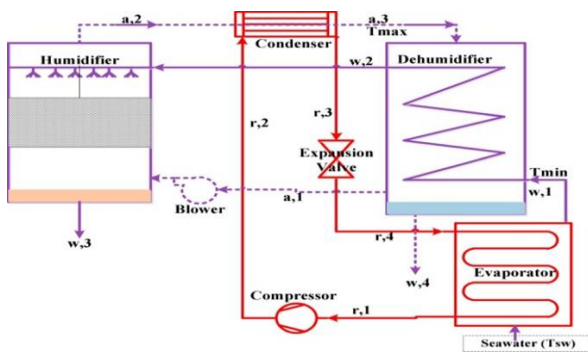 a,2
a,3
Tmax
Condenser
Humidifier
Dehumidifier
w,2
r,2
r,3
Expansion
Valve
Tmin
w,1
Blower
a,1
w,3
r,4
w,4
Evaporator
Compressor
r,1
Seawater (Tsw)